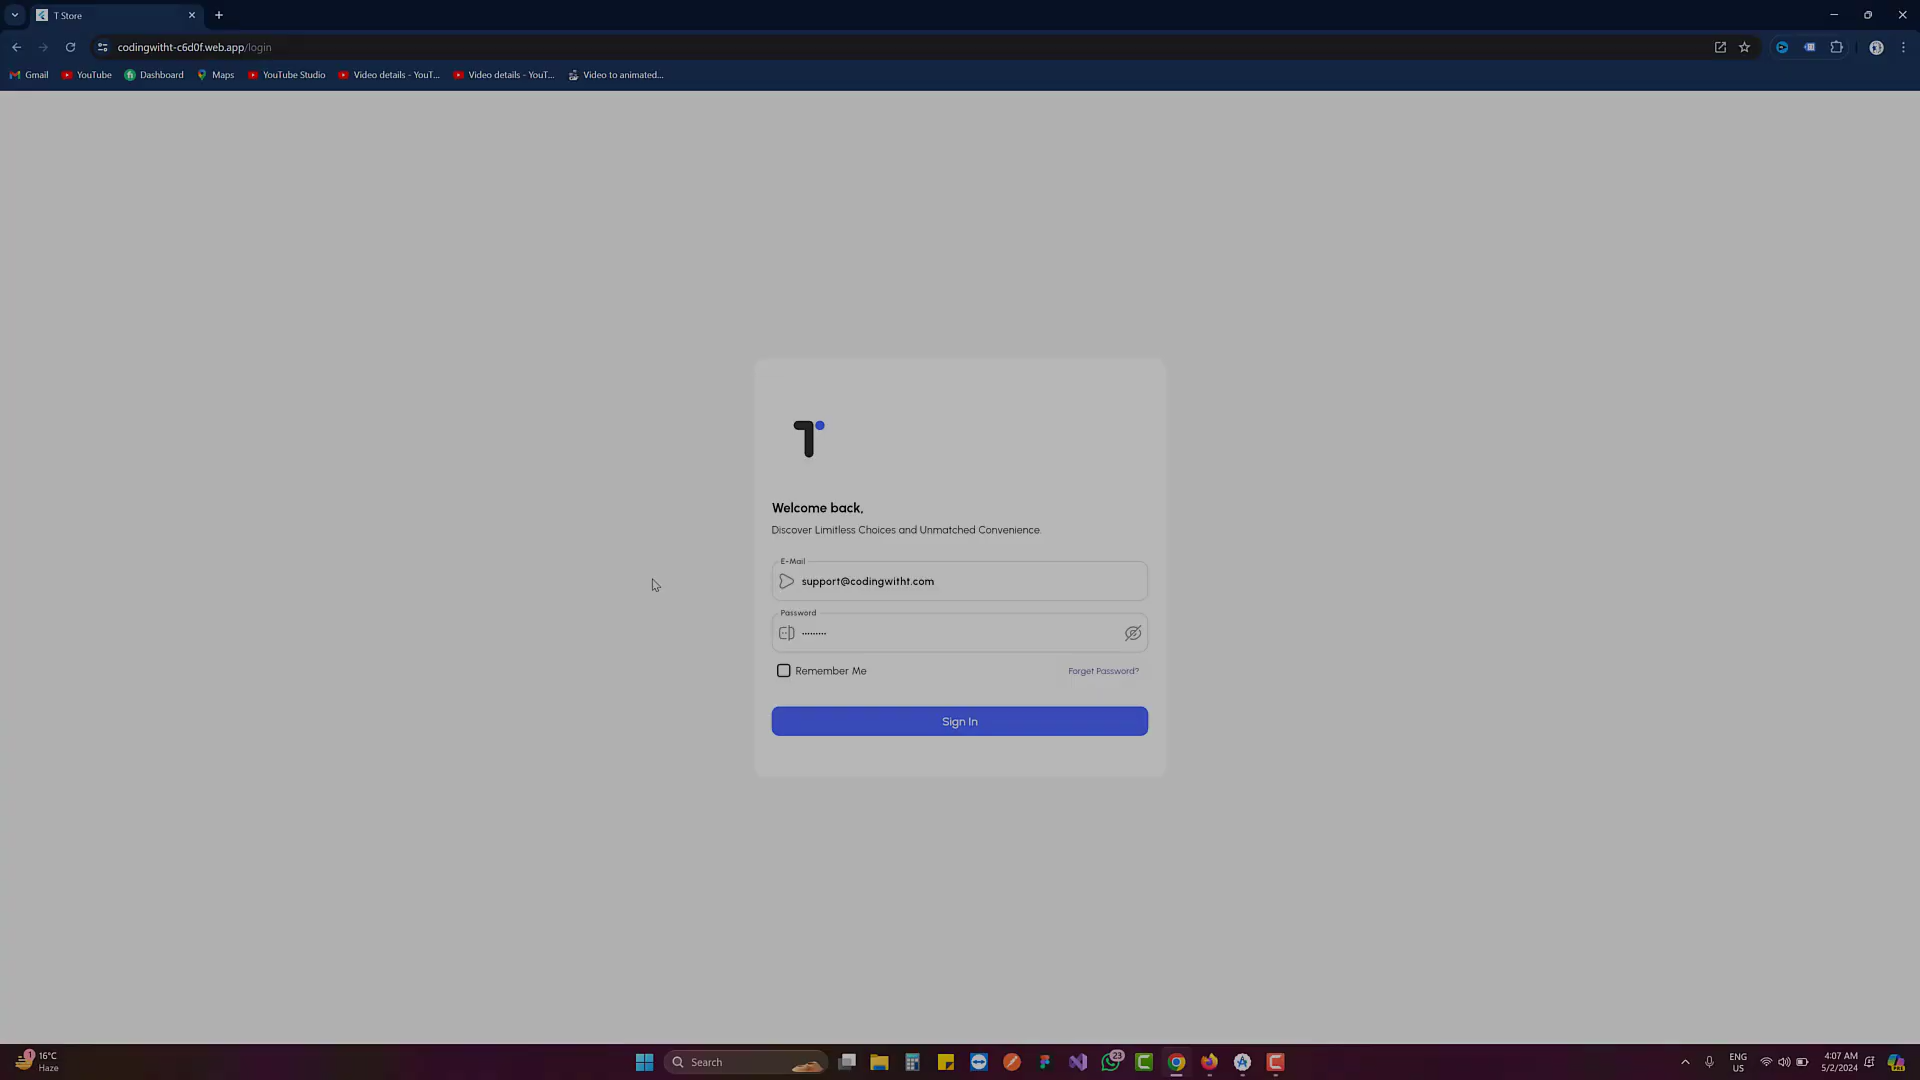 T Store
codingwitht-c6d0f.web.app/login
Gmail YouTube Dashboard Maps YouTube Studio Video details - YouT... Video details - YouT... Video to animated...
T
Welcome back,
Discover Limitless Choices and Unmatched Convenience.
E-Mail
support@codingwitht.com
Password
•••••••••
Remember Me Forget Password?
Sign In
1 16°C
Haze
Search
23
ENG
US
4:07 AM
5/2/2024